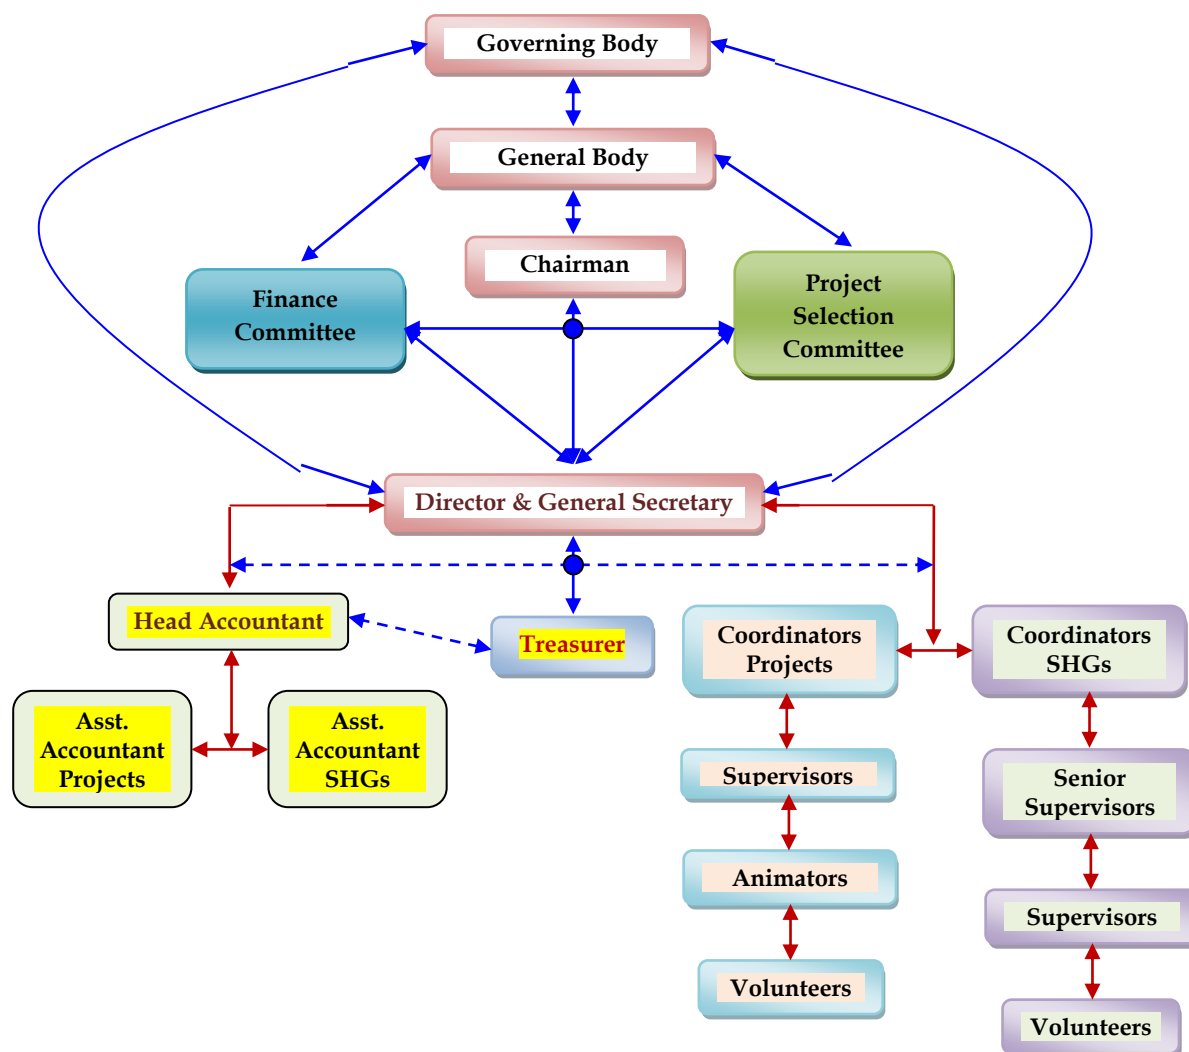 Governing Body
General Body
Chairman
Finance
Committee
Project
Selection
Committee
Director & General Secretary
Head Accountant
Treasurer
Coordinators
Projects
Coordinators
SHGs
Asst.
Accountant
Projects
Asst.
Accountant
SHGs
Supervisors
Senior
Supervisors
Animators
Supervisors
Volunteers
Volunteers